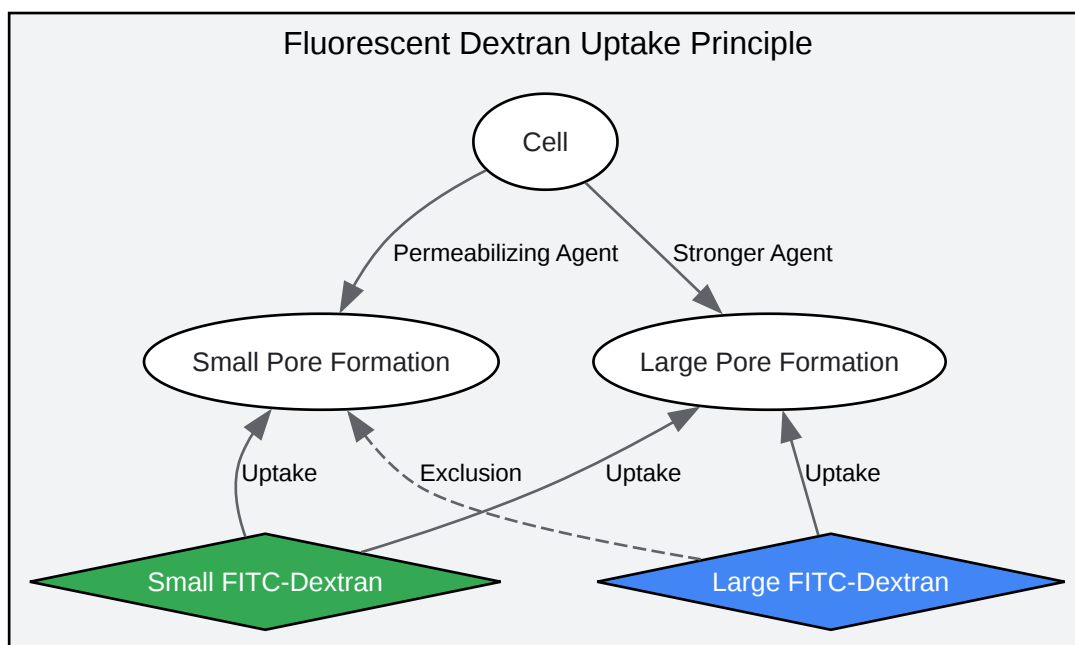 Fluorescent Dextran Uptake Principle
Cell
Permeabilizing Agent
Stronger Agent
Small Pore Formation
Large Pore Formation
Uptake
Exclusion
Uptake
Uptake
Small FITC-Dextran
Large FITC-Dextran